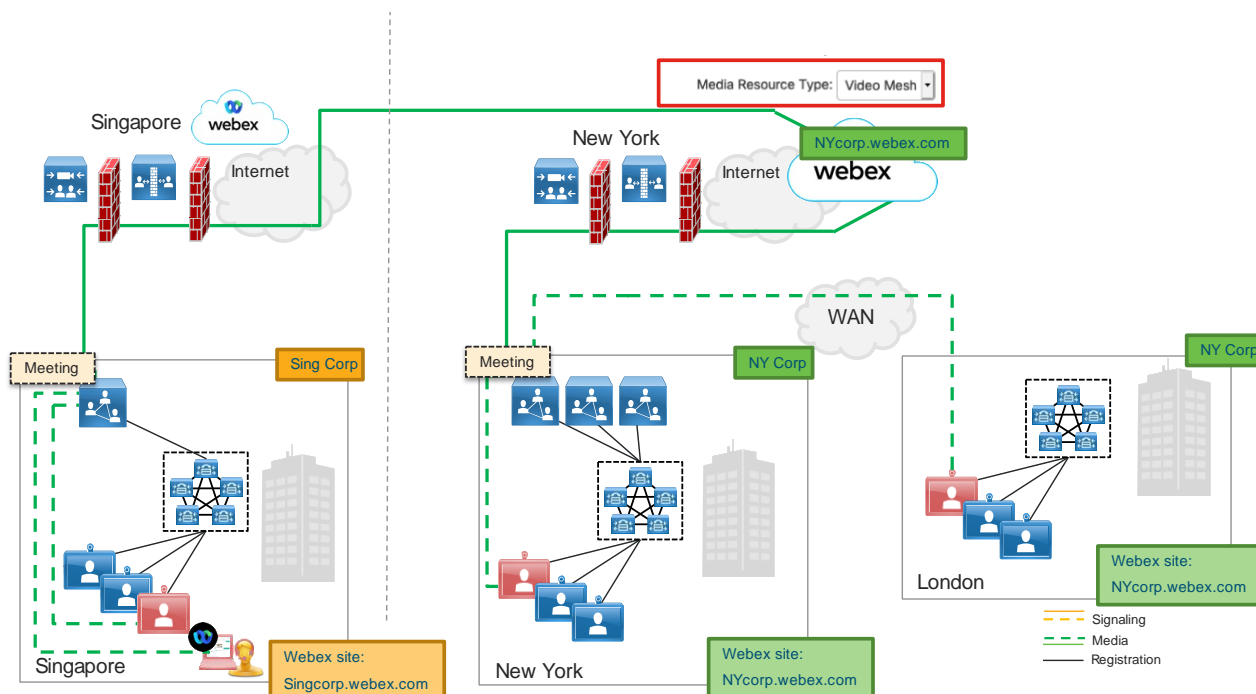 Media Resource Type: Video Mesh
Singapore
webex
New York
NYcorp.webex.com
Internet
Internet
webex
WAN
Meeting
Sing Corp
Meeting
NY Corp
NY Corp
London
Webex site:
NYcorp.webex.com
Signaling
Media
Registration
Singapore
Webex site:
Singcorp.webex.com
New York
Webex site:
NYcorp.webex.com